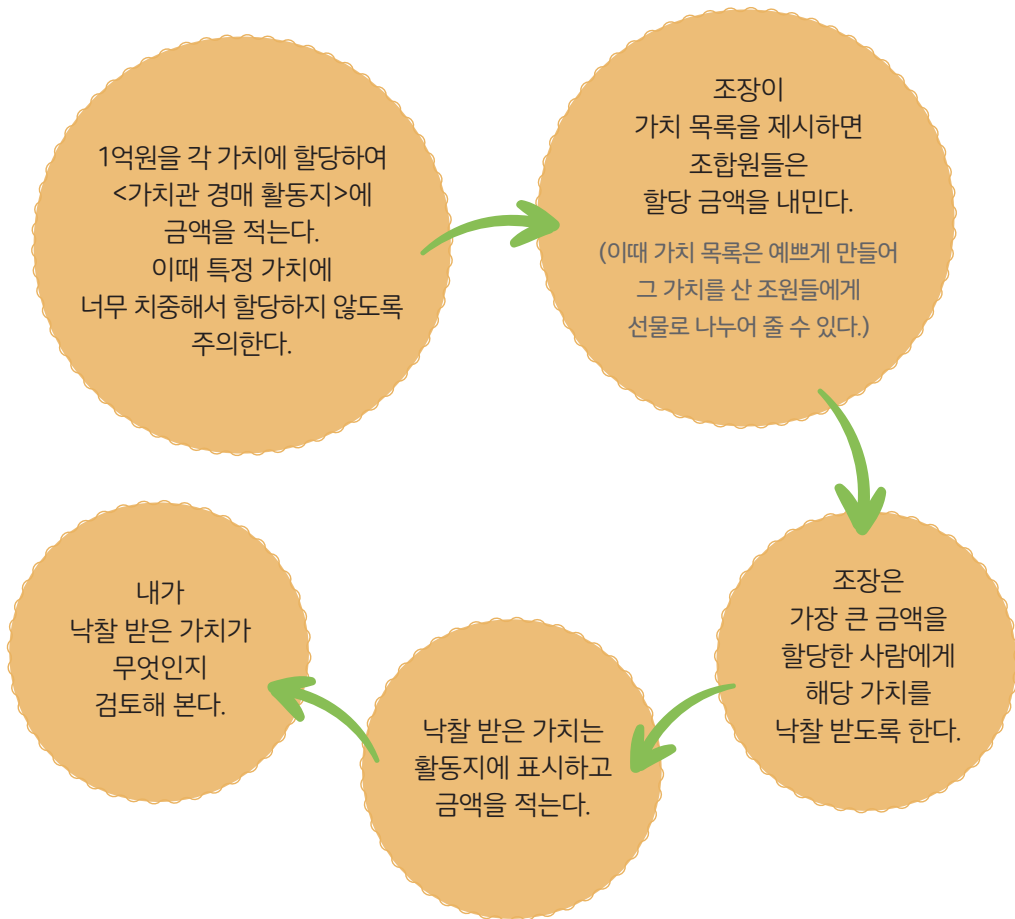 1억원을 각 가치에 할당하여
<가치관 경매 활동지>에
금액을 적는다.
이때 특정 가치에
너무 치중해서 할당하지 않도록
주의한다.
조장이
가치 목록을 제시하면
조합원들은
할당 금액을 내민다.
(이때 가치 목록은 예쁘게 만들어
그 가치를 산 조원들에게
선물로 나누어 줄 수 있다.)
조장은
가장 큰 금액을
할당한 사람에게
해당 가치를
낙찰 받도록 한다.
낙찰 받은 가치는
활동지에 표시하고
금액을 적는다.
내가
낙찰 받은 가치가
무엇인지
검토해 본다.